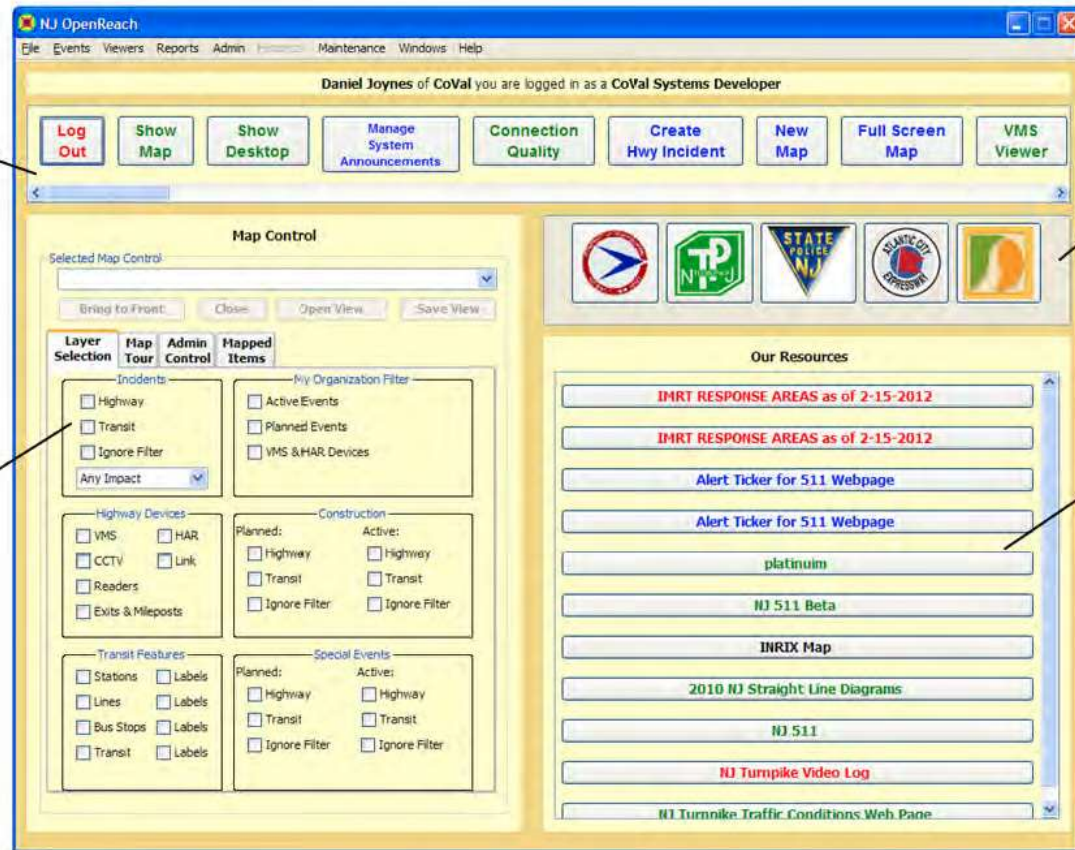 NJ OpenReach
File Events Viewers Reports Admin Maintenance Windows Help
Daniel Joynes of CoVal you are logged in as a CoVal Systems Developer
Log Out
Show Map
Show Desktop
Manage System Announcements
Connection Quality
Create Hwy Incident
New Map
Full Screen Map
VMS Viewer
Map Control
Selected Map Control
Bring to Front Close Open View Save View
Layer Selection
Map Tour
Admin Control
Mapped Items
Incidents
Highway
Transit
Ignore Filter
Any Impact
My Organization Filter
Active Events
Planned Events
VMS & HAR Devices
Highway Devices
VMS HAR
CCTV Link
Readers
Exits & Mileposts
Construction
Planned: Active:
Highway Highway
Transit Transit
Ignore Filter Ignore Filter
Transit Features
Stations Labels
Lines Labels
Bus Stops Labels
Transit Labels
Special Events
Planned: Active:
Highway Highway
Transit Transit
Ignore Filter Ignore Filter
STATE
POLICE
NJ
ATLANTIC CITY
EXPRESSWAY
Our Resources
IMRT RESPONSE AREAS as of 2-15-2012
IMRT RESPONSE AREAS as of 2-15-2012
Alert Ticker for 511 Webpage
Alert Ticker for 511 Webpage
platinuim
NJ 511 Beta
INRIX Map
2010 NJ Straight Line Diagrams
NJ 511
NJ Turnpike Video Log
NJ Turnpike Traffic Conditions Web Page